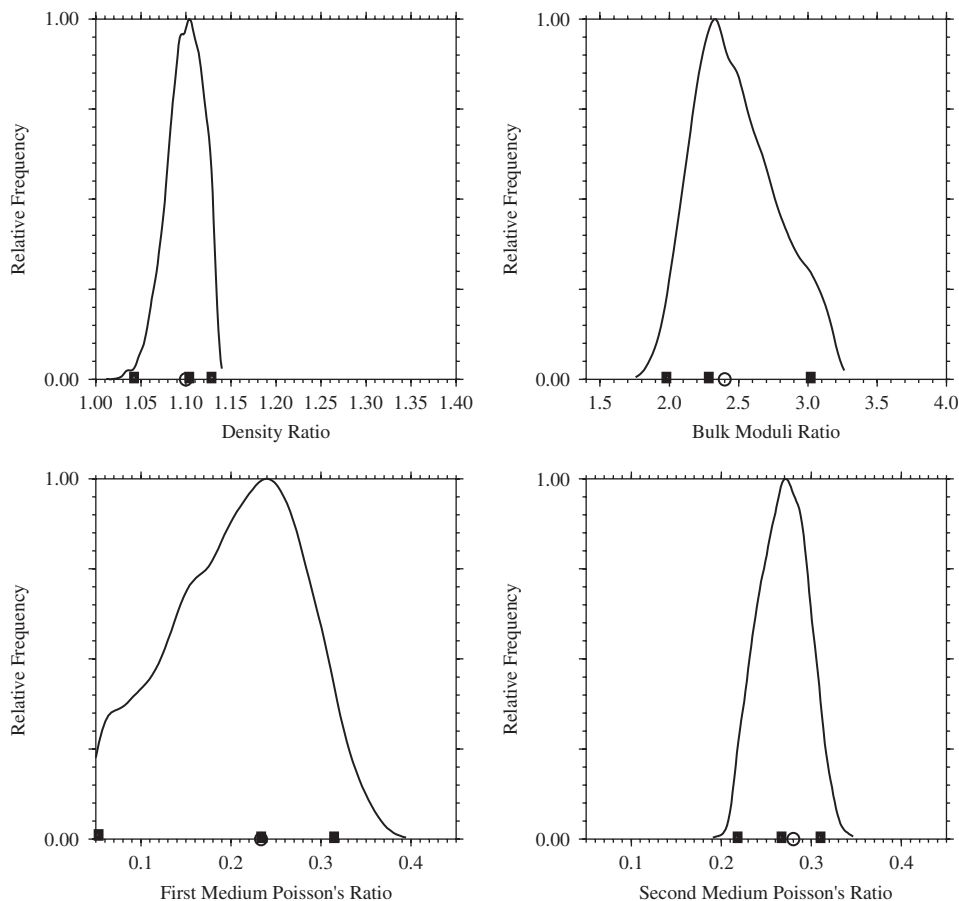 1.00
Relative Frequency
0.00
1.00 1.05 1.10 1.15 1.20 1.25 1.30 1.35 1.40
Density Ratio
1.00
Relative Frequency
0.00
1.5 2.0 2.5 3.0 3.5 4.0
Bulk Moduli Ratio
1.00
Relative Frequency
0.00
0.1 0.2 0.3 0.4
First Medium Poisson's Ratio
1.00
Relative Frequency
0.00
0.1 0.2 0.3 0.4
Second Medium Poisson's Ratio